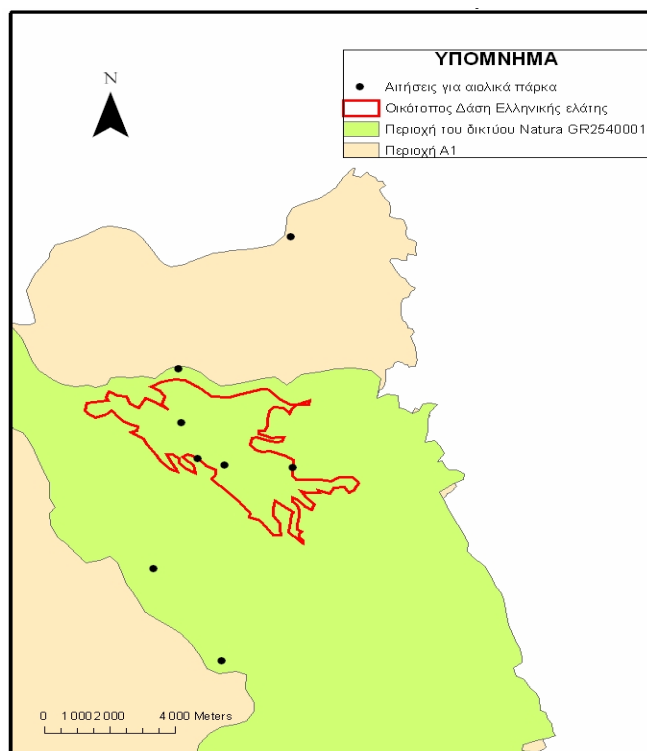 ΥΠΟΜΝΗΜΑ
Αιτήσεις για αιολικά πάρκα
Οικότοπος Δάση Ελληνικής ελάτης
Περιοχή του δικτύου Natura GR2540001
Περιοχή Α1
N
0 1 000 2 000 4 000 Meters